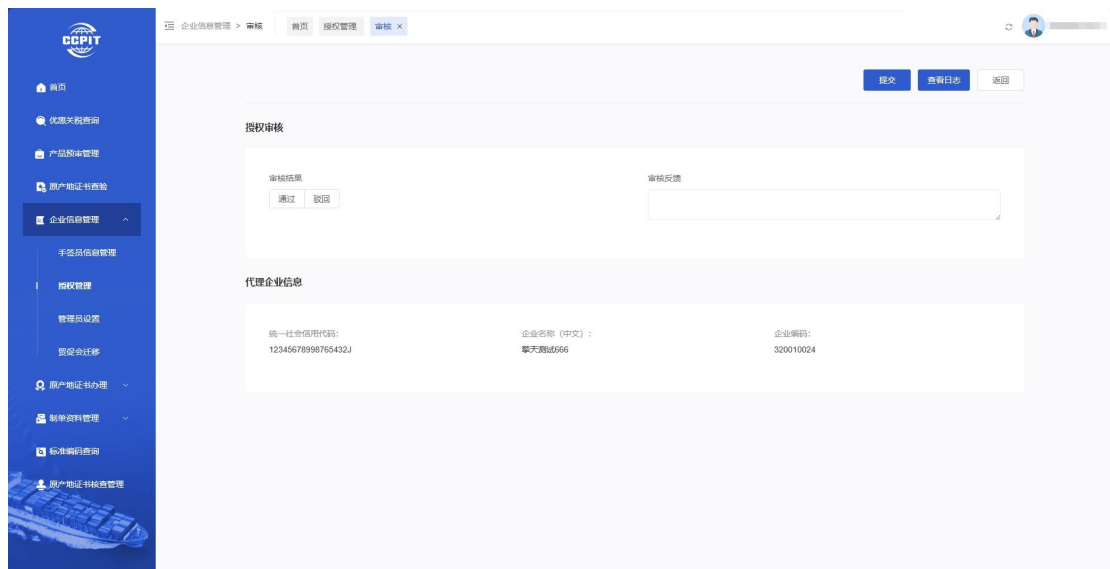 CCPIT
企业信息管理 > 审核 首页 授权管理 审核 ×
首页
优惠关税查询
产品预审管理
原产地证书查验
企业信息管理
手签员信息管理
授权管理
管理员设置
贸促会迁移
原产地证书办理
制单资料管理
标准编码查询
原产地证书核查管理
提交 查看日志 返回
授权审核
审核结果 审核反馈
通过 驳回
代理企业信息
统一社会信用代码: 企业名称（中文）: 企业编码:
12345678998765432J 擎天测试666 320010024